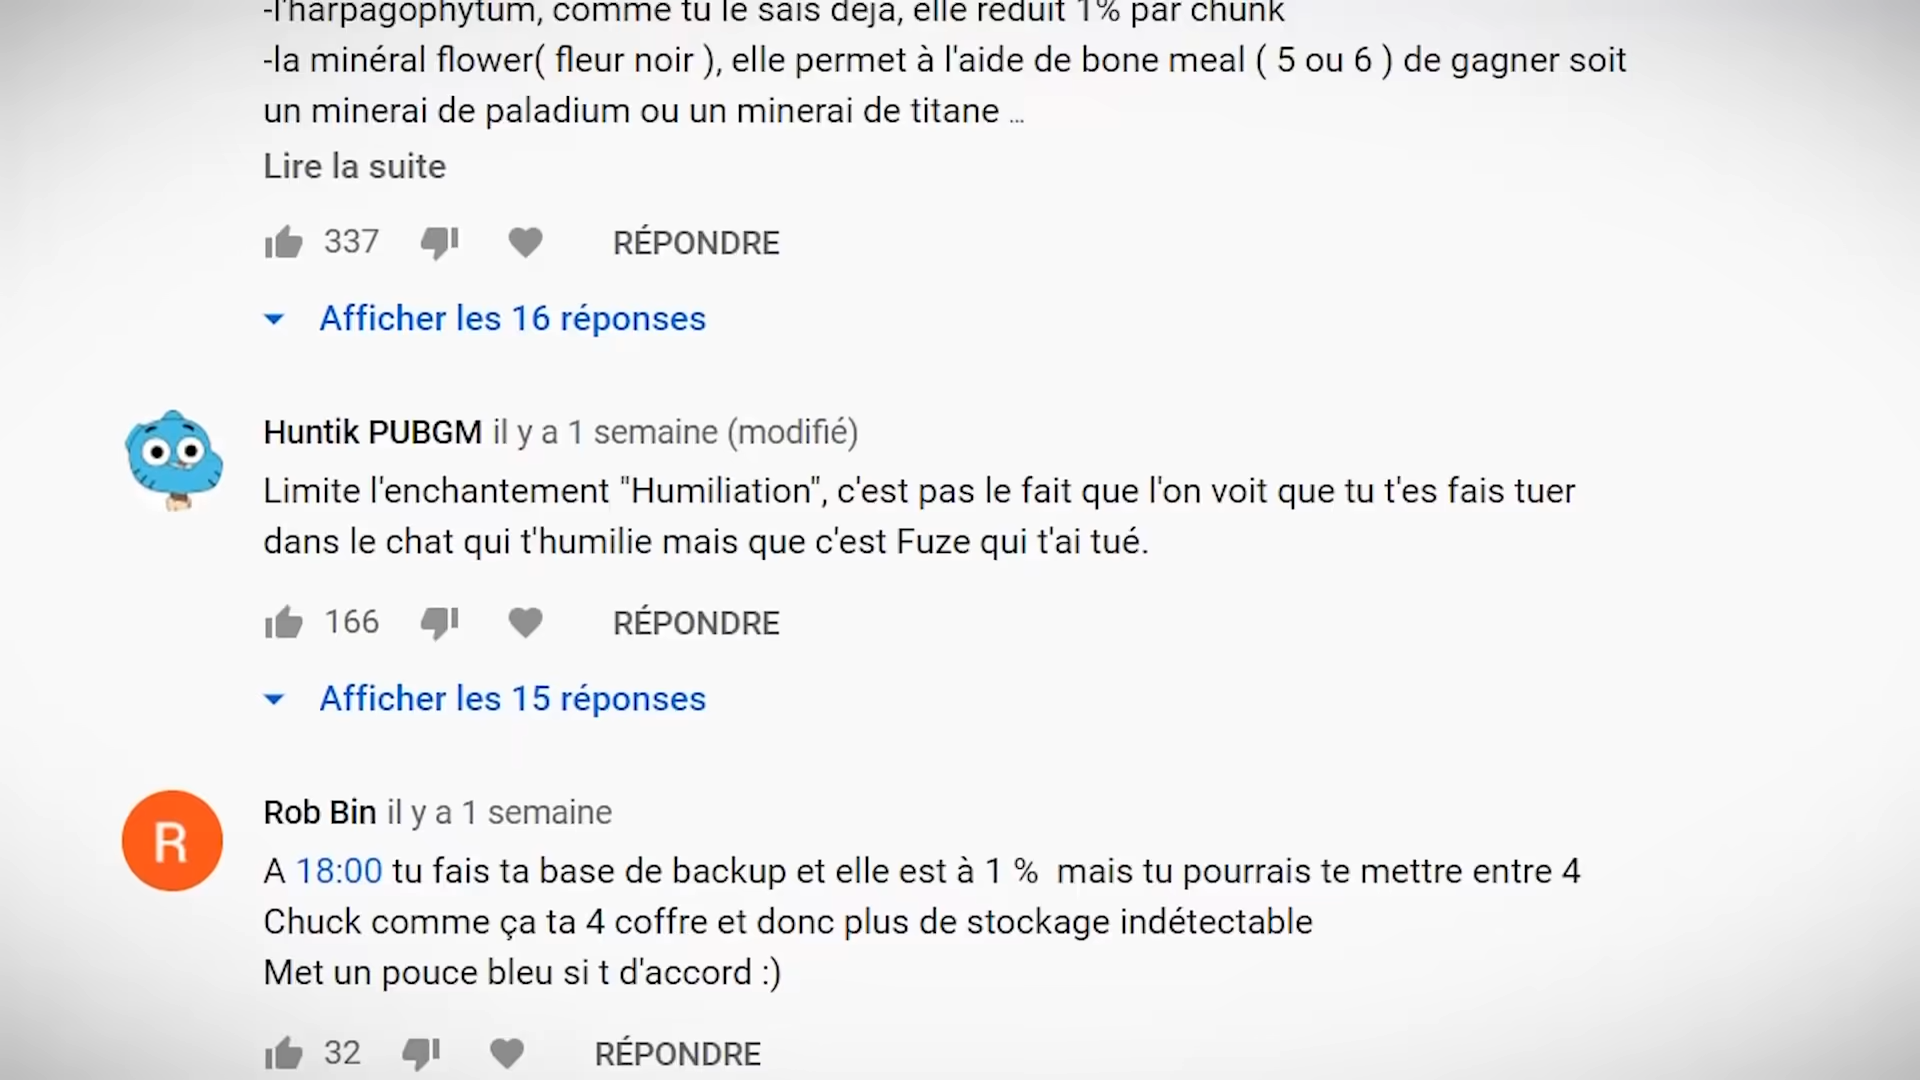 -l'harpagophytum, comme tu le sais déjà, elle réduit 1% par chunk
-la minéral flower( fleur noir ), elle permet à l'aide de bone meal ( 5 ou 6 ) de gagner soit
un minerai de paladium ou un minerai de titane ...
Lire la suite
337 RÉPONDRE
Afficher les 16 réponses
Huntik PUBGM il y a 1 semaine (modifié)
Limite l'enchantement "Humiliation", c'est pas le fait que l'on voit que tu t'es fais tuer
dans le chat qui t'humilie mais que c'est Fuze qui t'ai tué.
166 RÉPONDRE
Afficher les 15 réponses
R
Rob Bin il y a 1 semaine
A 18:00 tu fais ta base de backup et elle est à 1 % mais tu pourrais te mettre entre 4
Chuck comme ça ta 4 coffre et donc plus de stockage indétectable
Met un pouce bleu si t d'accord :)
32 RÉPONDRE